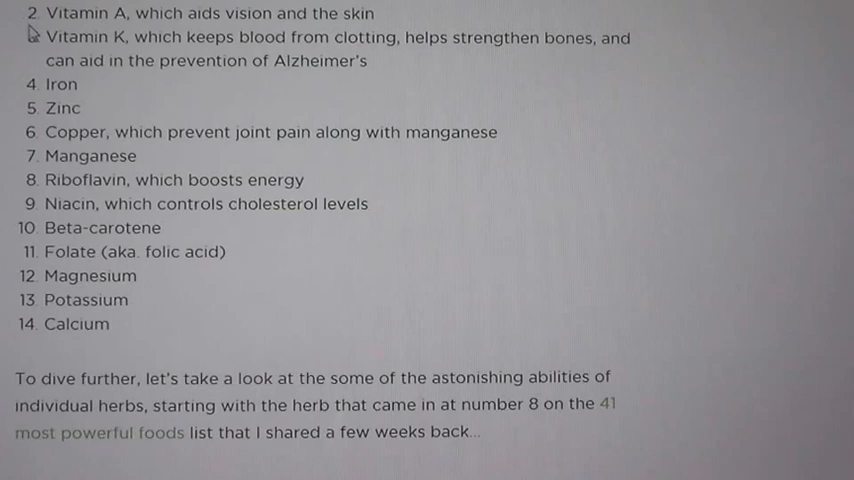 2. Vitamin A, which aids vision and the skin
Vitamin K, which keeps blood from clotting, helps strengthen bones, and
can aid in the prevention of Alzheimer's
4. Iron
5. Zinc
6. Copper, which prevent joint pain along with manganese
7. Manganese
8. Riboflavin, which boosts energy
9. Niacin, which controls cholesterol levels
10. Beta-carotene
11. Folate (aka. folic acid)
12. Magnesium
13. Potassium
14. Calcium
To dive further, let's take a look at the some of the astonishing abilities of
individual herbs, starting with the herb that came in at number 8 on the 41
most powerful foods list that I shared a few weeks back...